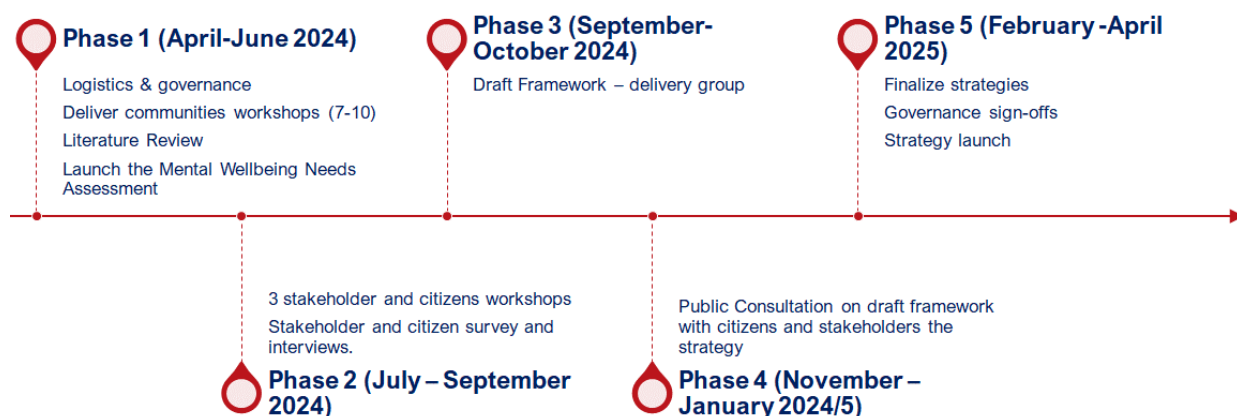 Phase 1 (April-June 2024)
Logistics & governance
Deliver communities workshops (7-10)
Literature Review
Launch the Mental Wellbeing Needs
Assessment
3 stakeholder and citizens workshops
Stakeholder and citizen survey and
interviews.
Phase 2 (July – September
2024)
Phase 3 (September-
October 2024)
Draft Framework – delivery group
Public Consultation on draft framework
with citizens and stakeholders the
strategy
Phase 4 (November –
January 2024/5)
Phase 5 (February -April
2025)
Finalize strategies
Governance sign-offs
Strategy launch